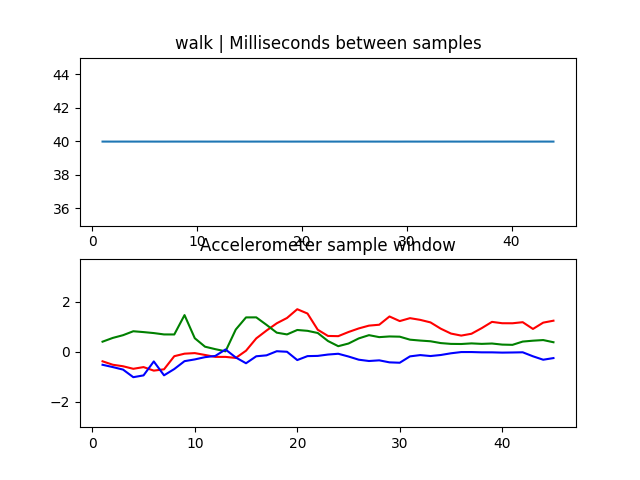 walk | Milliseconds between samples
44
42
40
38
36
0 10 20 30 40
Accelerometer sample window
2
0
−2
0 10 20 30 40